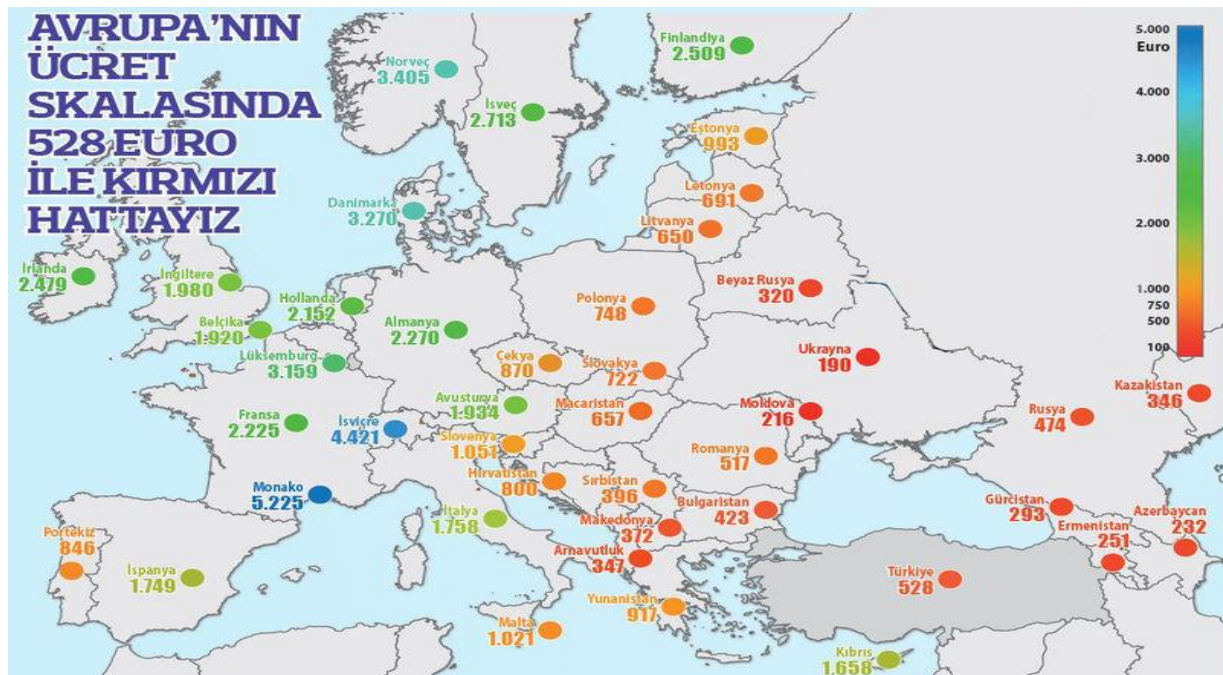 AVRUPA’NIN
ÜCRET
SKALASINDA
528 EURO
İLE KIRMIZI
HATTAYIZ
5.000
Euro
4.000
3.000
2.000
1.000
750
500
100
Finlandiya
2.509
Norveç
3.405
İsveç
2.713
Estonya
993
Letonya
691
Danimarka
3.270
Litvanya
650
İrlanda
2.479
İngiltere
1.980
Hollanda
2.152
Belçika
1.920
Almanya
2.270
Polonya
748
Beyaz Rusya
320
Lüksemburg
3.159
Çekya
870
Slovakya
722
Ukrayna
190
Kazakistan
346
Fransa
2.225
İsviçre
4.421
Avusturya
1.934
Macaristan
657
Moldova
216
Rusya
474
Slovenya
1.051
Hırvatistan
800
Romanya
517
Monako
5.225
İtalya
1.758
Sırbistan
396
Bulgaristan
423
Gürcistan
293
Azerbaycan
232
Ermenistan
251
Makedonya
372
Arnavutluk
347
Portekiz
846
İspanya
1.749
Yunanistan
917
Türkiye
528
Malta
1.021
Kıbrıs
1.658